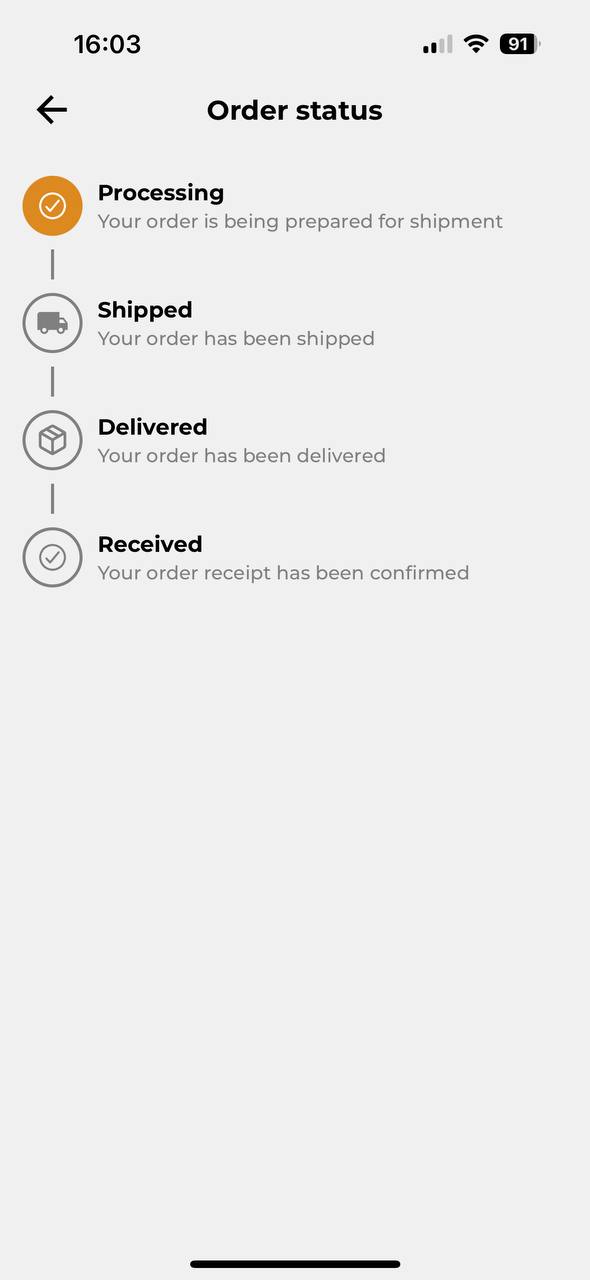 16:03
91
Order status
Processing
Your order is being prepared for shipment
Shipped
Your order has been shipped
Delivered
Your order has been delivered
Received
Your order receipt has been confirmed